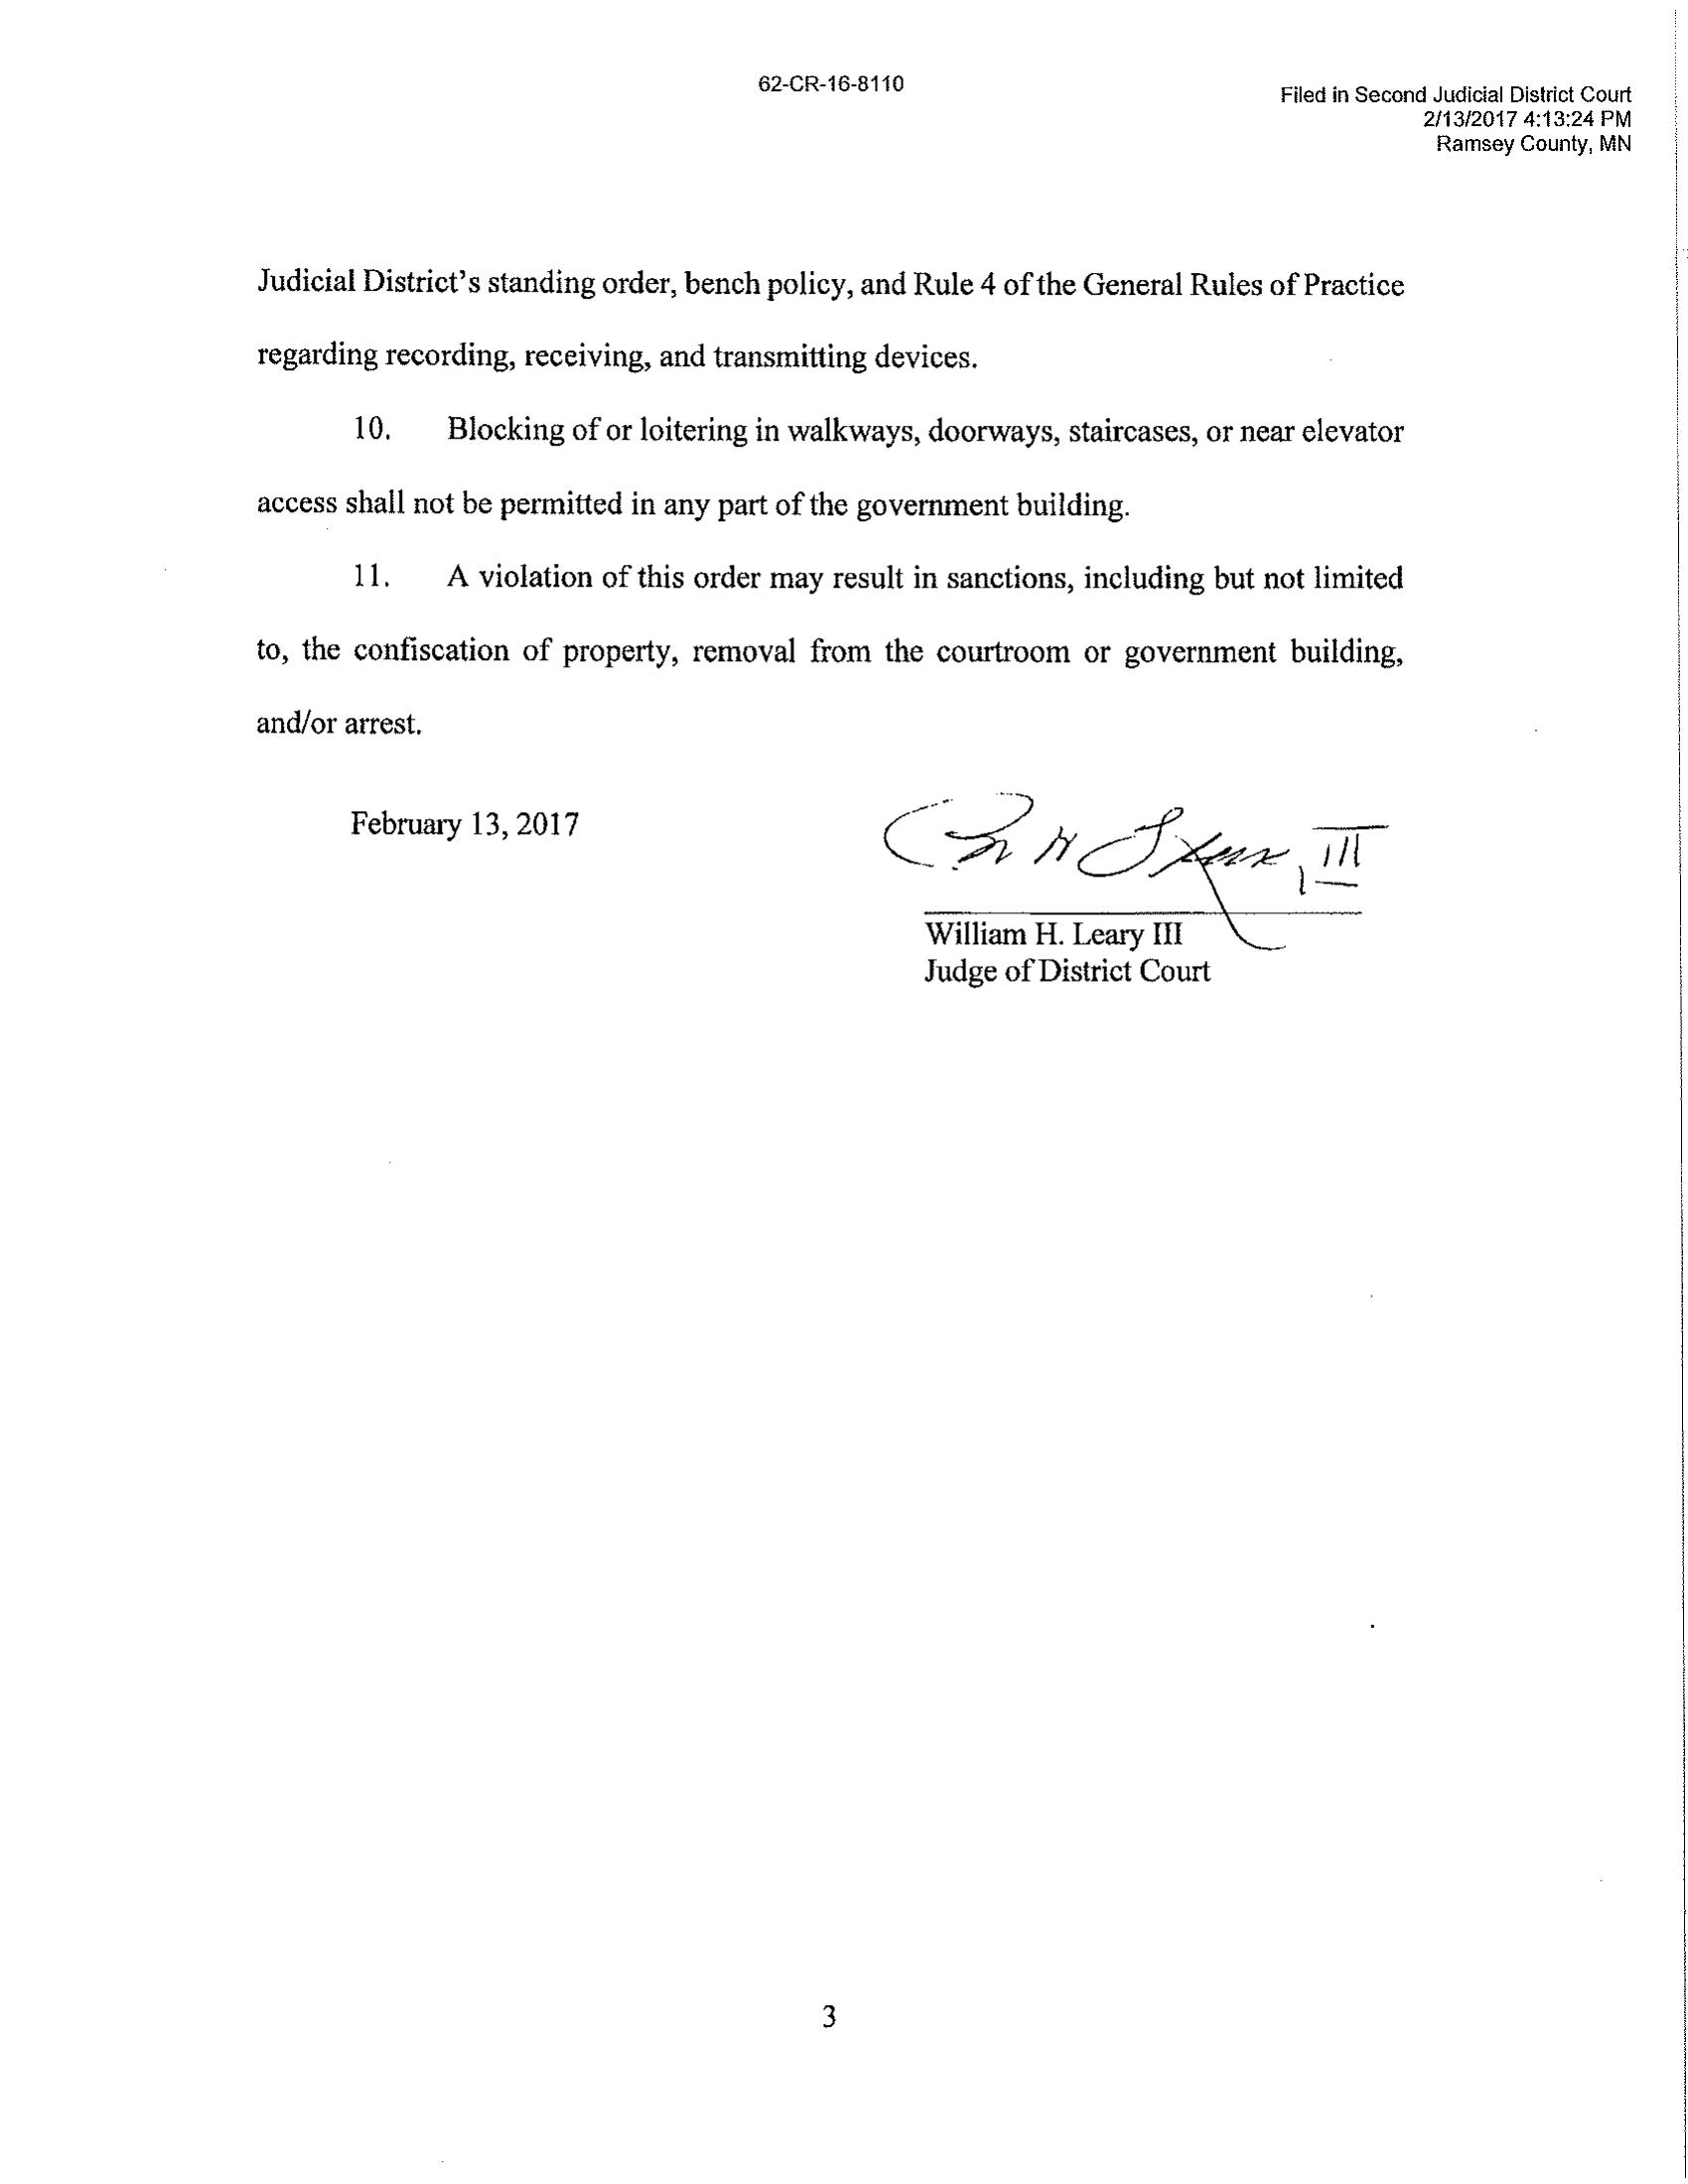 62-CR-16-8110
Filed in Second Judicial District Court
2/13/2017 4:13:24 PM
Ramsey County, MN
Judicial District's standing order, bench policy, and Rule 4 of the General Rules of Practice
regarding recording, receiving, and transmitting devices.
10. Blocking of or loitering in walkways, doorways, staircases, or near elevator
access shall not be permitted in any part of the government building.
11. A violation of this order may result in sanctions, including but not limited
to, the confiscation of property, removal from the courtroom or government building,
and/or arrest.
February 13, 2017
III
William H. Leary III
Judge of District Court
3